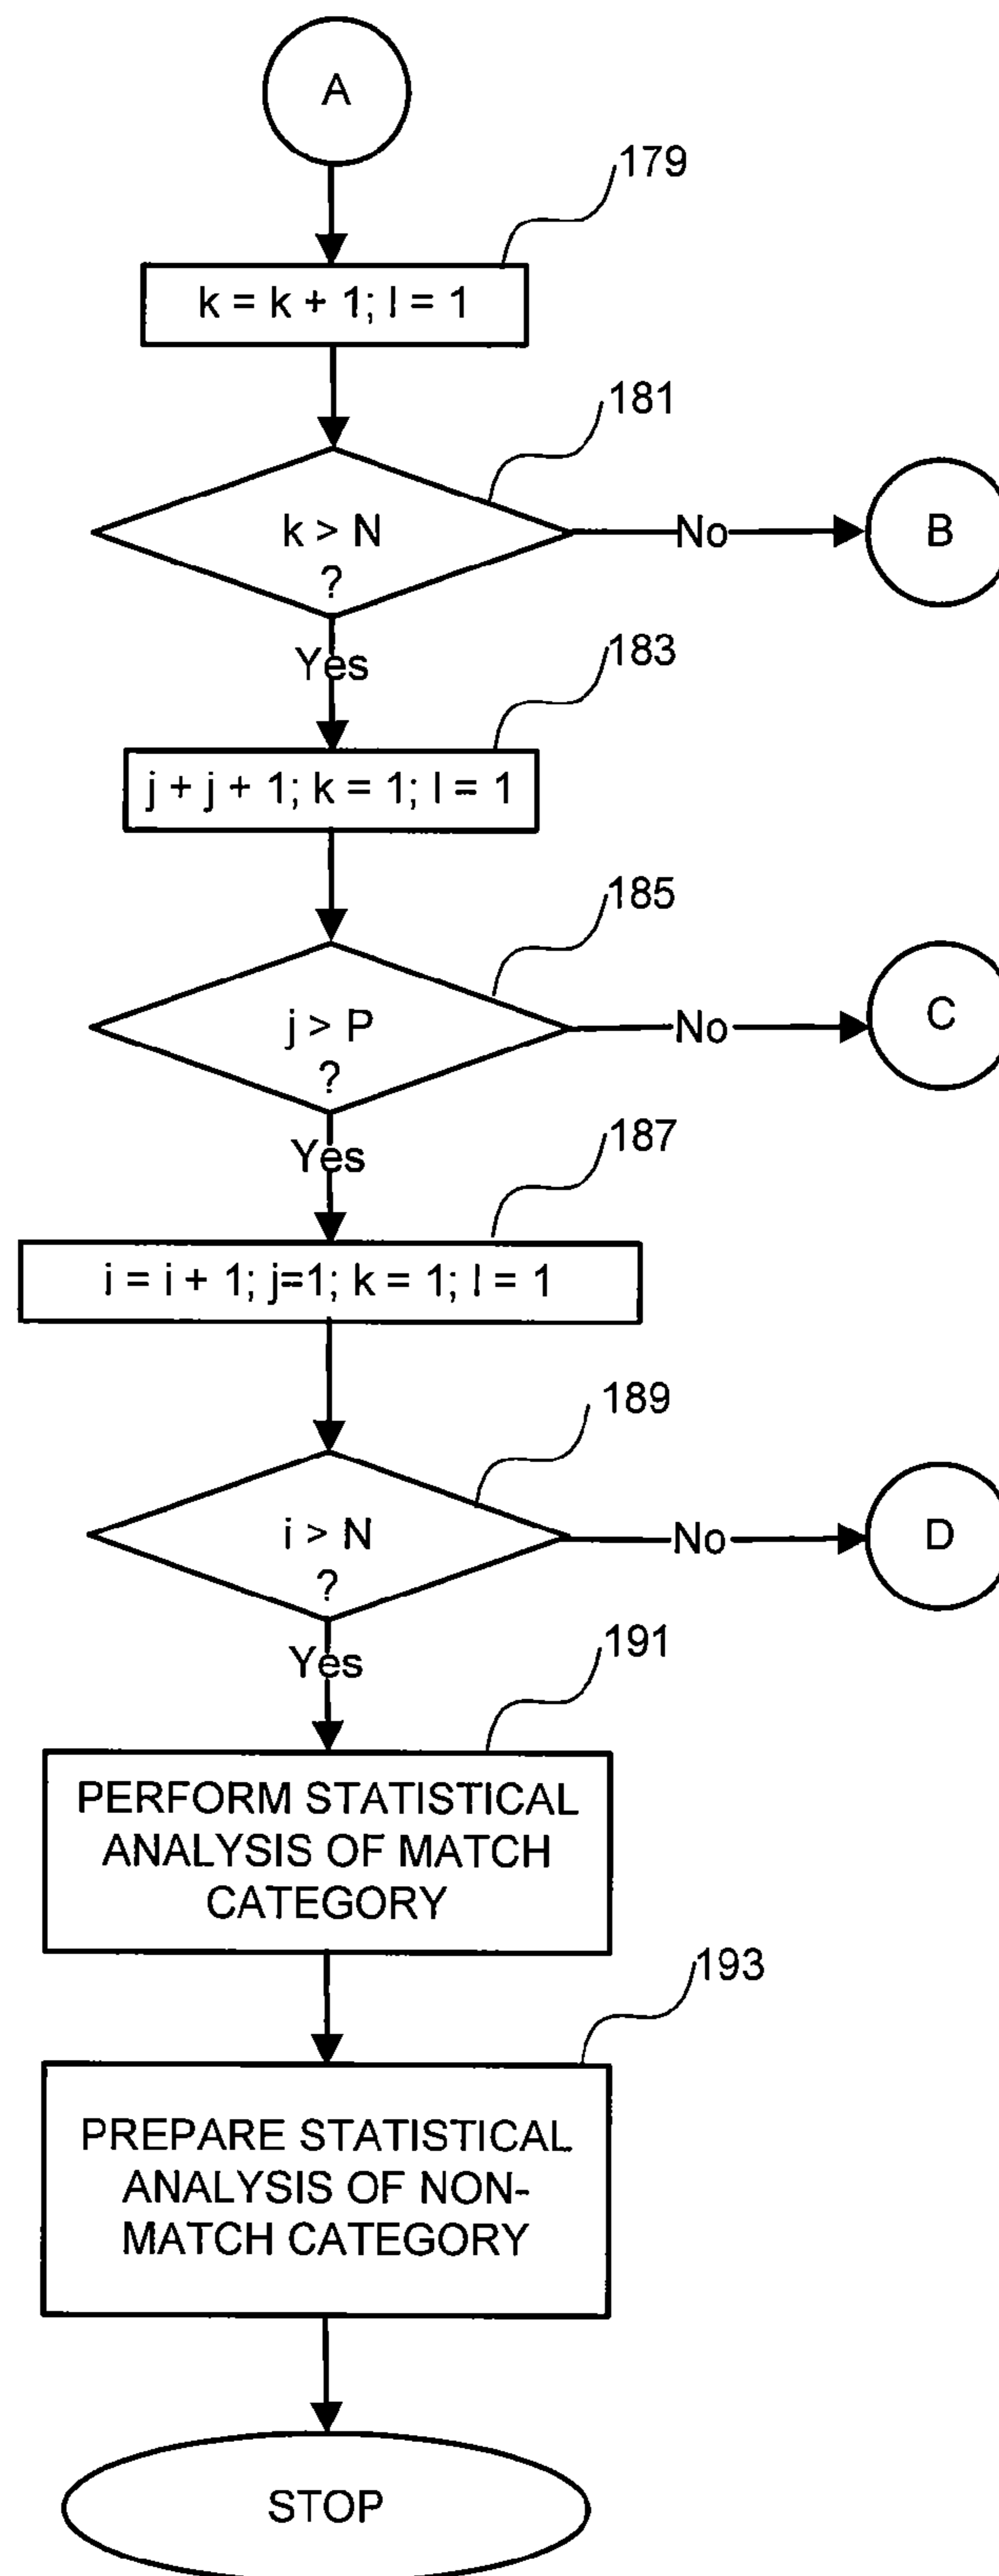 A
179
k = k + 1; l = 1
181
k > N
?
No
B
Yes
183
j + j + 1; k = 1; l = 1
185
j > P
?
No
C
Yes
187
i = i + 1; j=1; k = 1; l = 1
189
i > N
?
No
D
Yes
191
PERFORM STATISTICAL
ANALYSIS OF MATCH
CATEGORY
193
PREPARE STATISTICAL
ANALYSIS OF NON-
MATCH CATEGORY
STOP